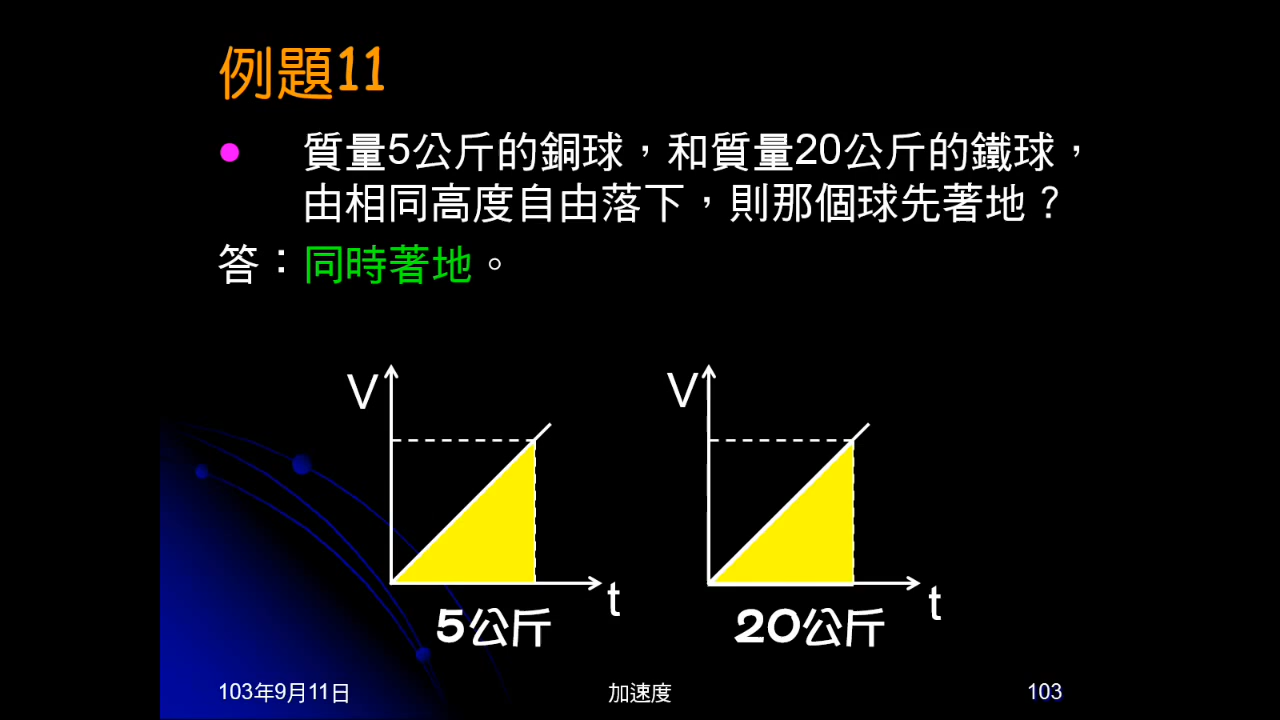 例題11
● 質量5公斤的銅球，和質量20公斤的鐵球，
由相同高度自由落下，則那個球先著地？
答：同時著地。
V
V
t
t
5公斤
20公斤
103年9月11日
加速度
103